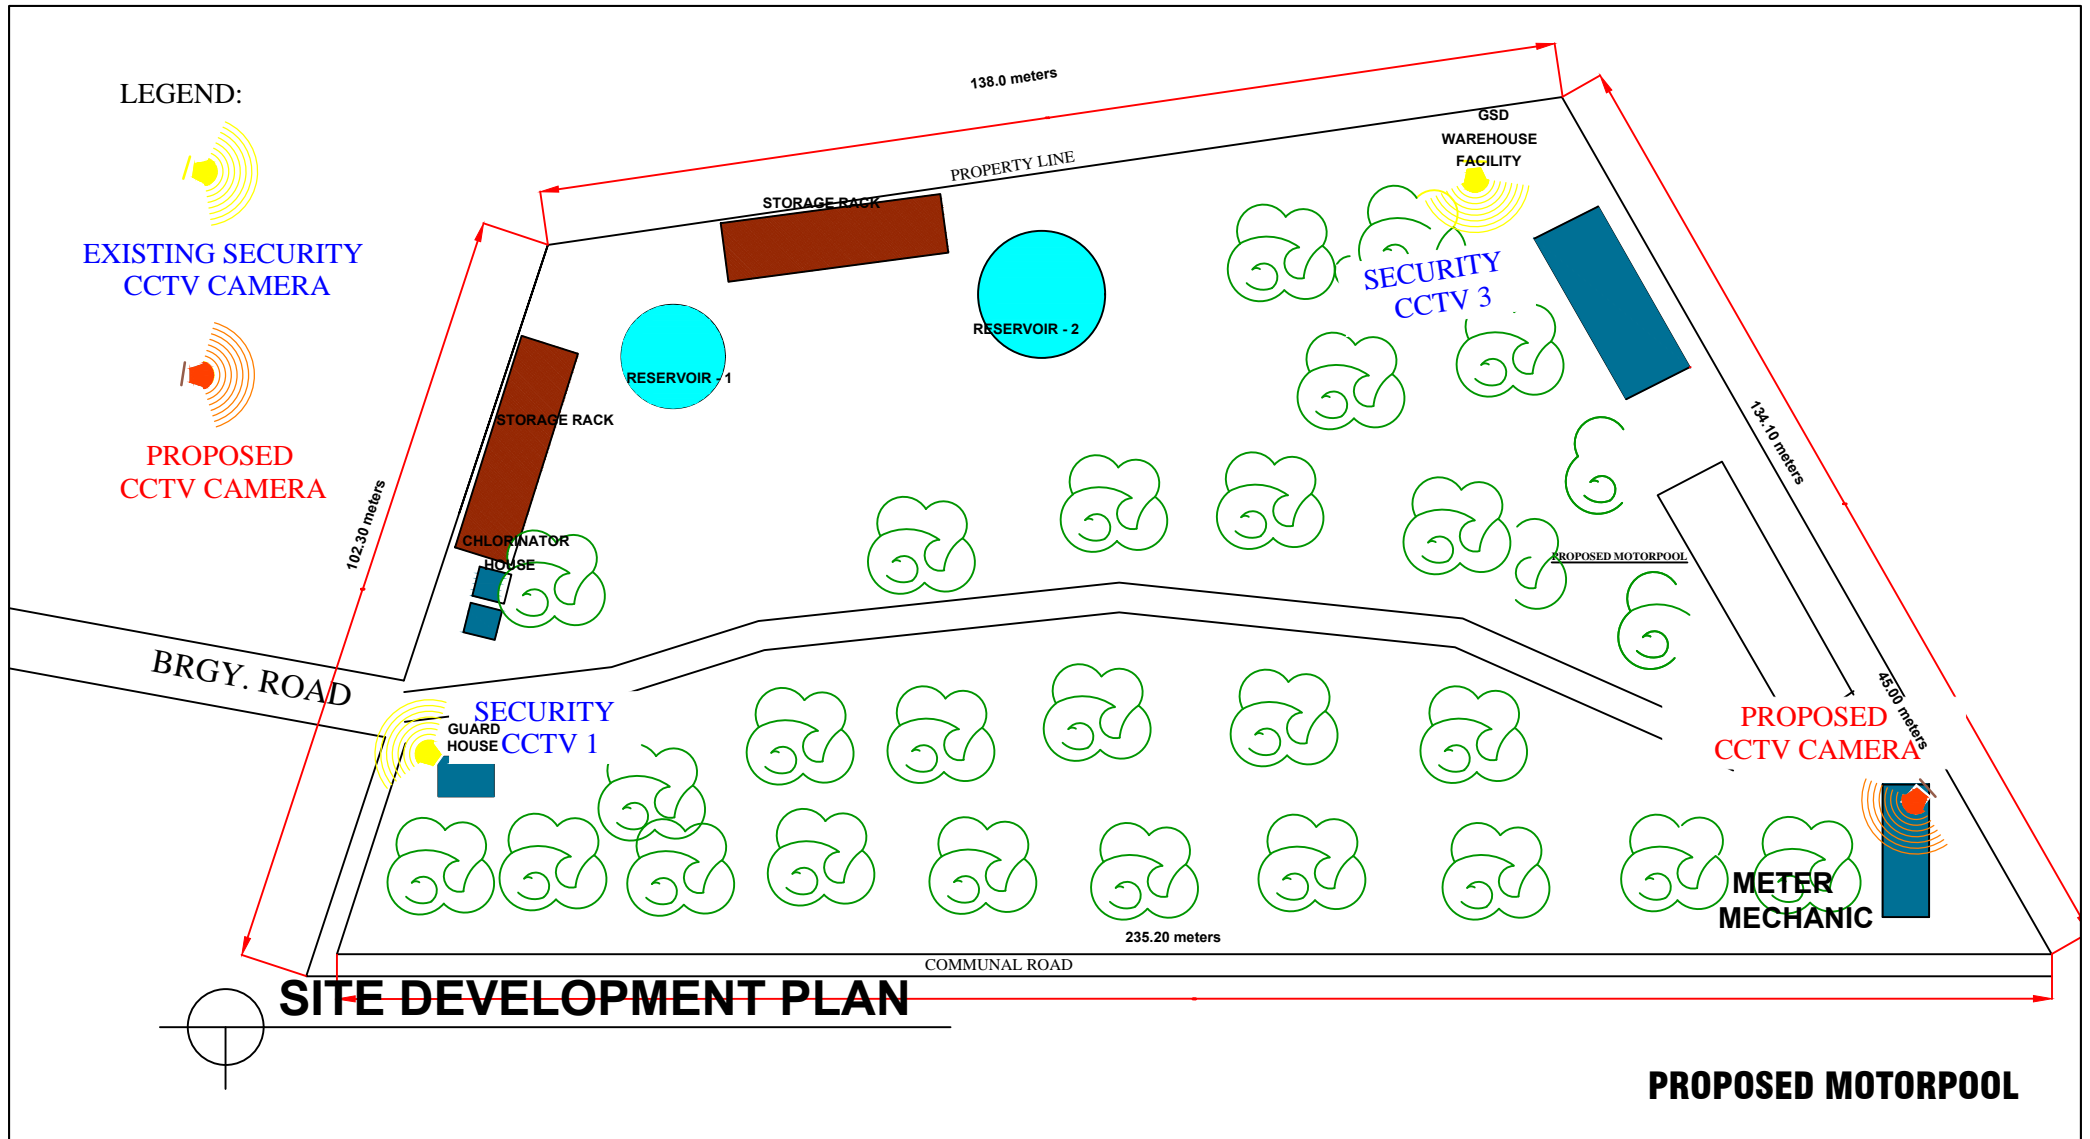 LEGEND:
EXISTING SECURITY
CCTV CAMERA
PROPOSED
CCTV CAMERA
138.0 meters
PROPERTY LINE
GSD
WAREHOUSE
FACILITY
STORAGE RACK
SECURITY
CCTV 3
RESERVOIR - 2
RESERVOIR - 1
STORAGE RACK
134.10 meters
102.30 meters
CHLORINATOR
HOUSE
PROPOSED MOTORPOOL
BRGY. ROAD
SECURITY
CCTV 1
GUARD
HOUSE
45.00 meters
PROPOSED
CCTV CAMERA
METER
MECHANIC
235.20 meters
COMMUNAL ROAD
SITE DEVELOPMENT PLAN
PROPOSED MOTORPOOL